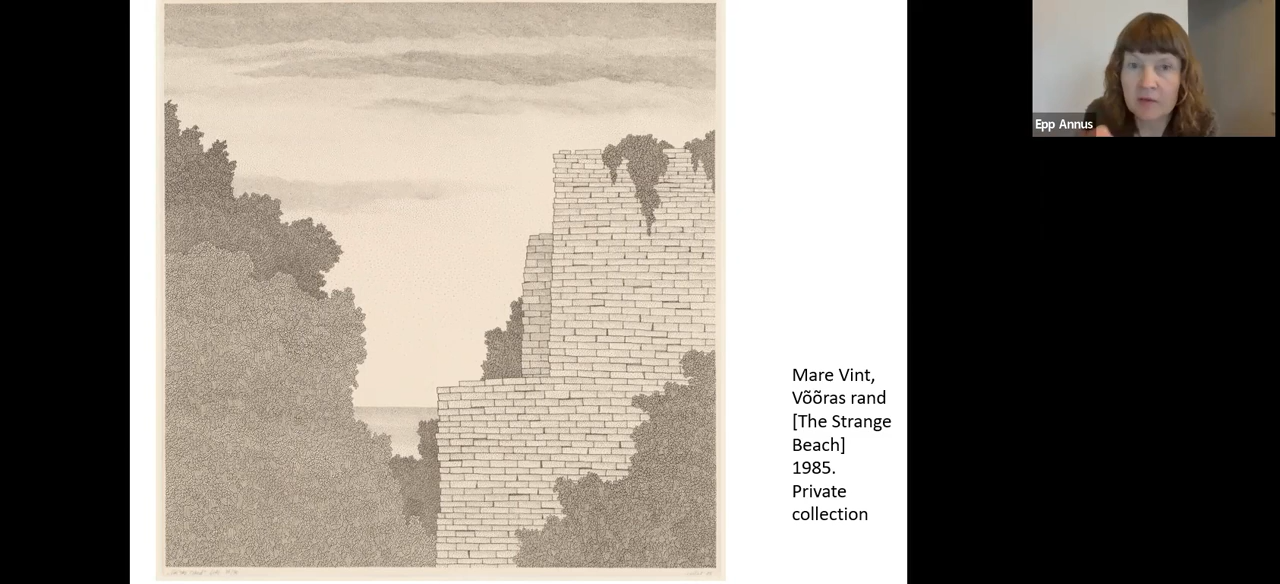 Epp Annus
Mare Vint,
Võõras rand
[The Strange
Beach]
1985.
Private
collection